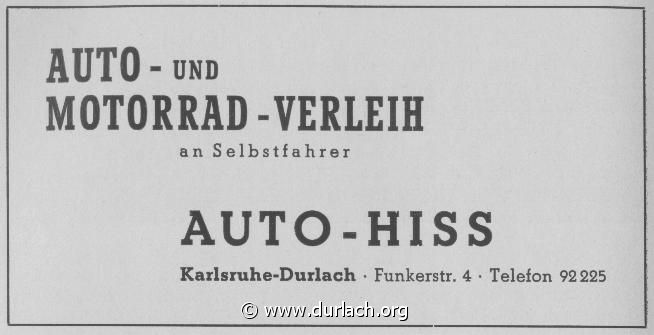 AUTO - UND
MOTORRAD - VERLEIH
an Selbstfahrer
AUTO - HISS
Karlsruhe-Durlach · Funkerstr. 4 · Telefon 92 225
© www.durlach.org